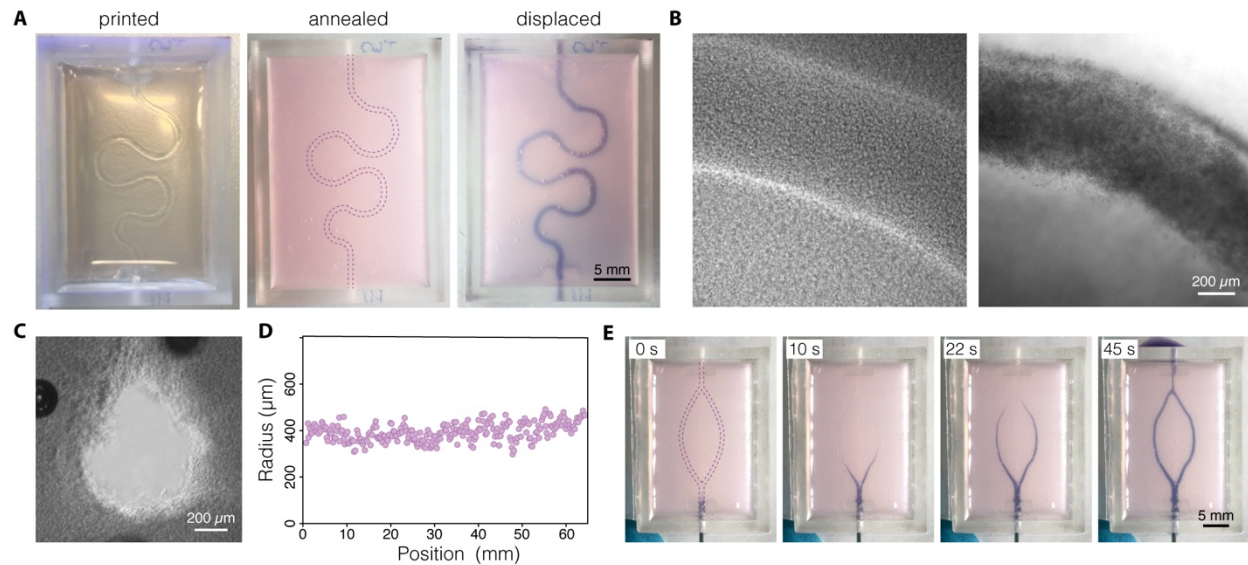 A printed annealed displaced B
5 mm
200 µm
C D E
800
600
400
200
0
Radius (µm)
0 10 20 30 40 50 60
Position (mm)
200 µm
0 s 10 s 22 s 45 s
5 mm